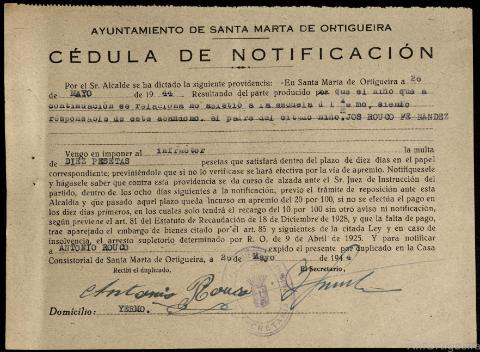 AYUNTAMIENTO DE SANTA MARTA DE ORTIGUEIRA
CÉDULA DE NOTIFICACIÓN
Por el Sr. Alcalde se ha dictado la siguiente providencia: -En Santa Marta de Ortigueira a 26
de MAYO de 19 44 Resultando del parte producido por que el niño que a
continuación se relaciona no asistió a la escuela del mo, siendo
responsable de este el padre del citado niño.JOS ROUCO FE NANDEZ
Vengo en imponer al infractor la multa
de DIEZ PESETAS pesetas que satisfará dentro del plazo de diez días en el papel
correspondiente; previniéndole que si no lo verificase se hará efectiva por la vía de apremio. Notifíquesele
y hágasele saber que contra esta providencia se da curso de alzada ante el Sr. Juez de Instrucción del
partido, dentro de los ocho días siguientes a la notificación, previo el trámite de reposición ante esta
Alcaldía y que pasado aquel plazo queda incurso en apremio del 20 por 100, si no se efectúa el pago en
los diez días primeros, en los cuales solo tendrá el recargo del 10 por 100 sin otro aviso ni notificación,
según previene el art. 81 del Estatuto de Recaudación de 18 de Diciembre de 1928, y que la falta de pago,
trae aparejado el embargo de bienes citado por el art. 85 y siguientes de la citada Ley y en caso de
insolvencia, el arresto supletorio determinado por R. O. de 9 de Abril de 1925. Y para notificar
a ANTONIO ROUCO expido el presente por duplicado en la Casa
Consistorial de Santa Marta de Ortigueira, a 26 de Mayo de 1944
Recibí el duplicado, El Secretario,
Antonio Rouco
Domicilio: YERMO.